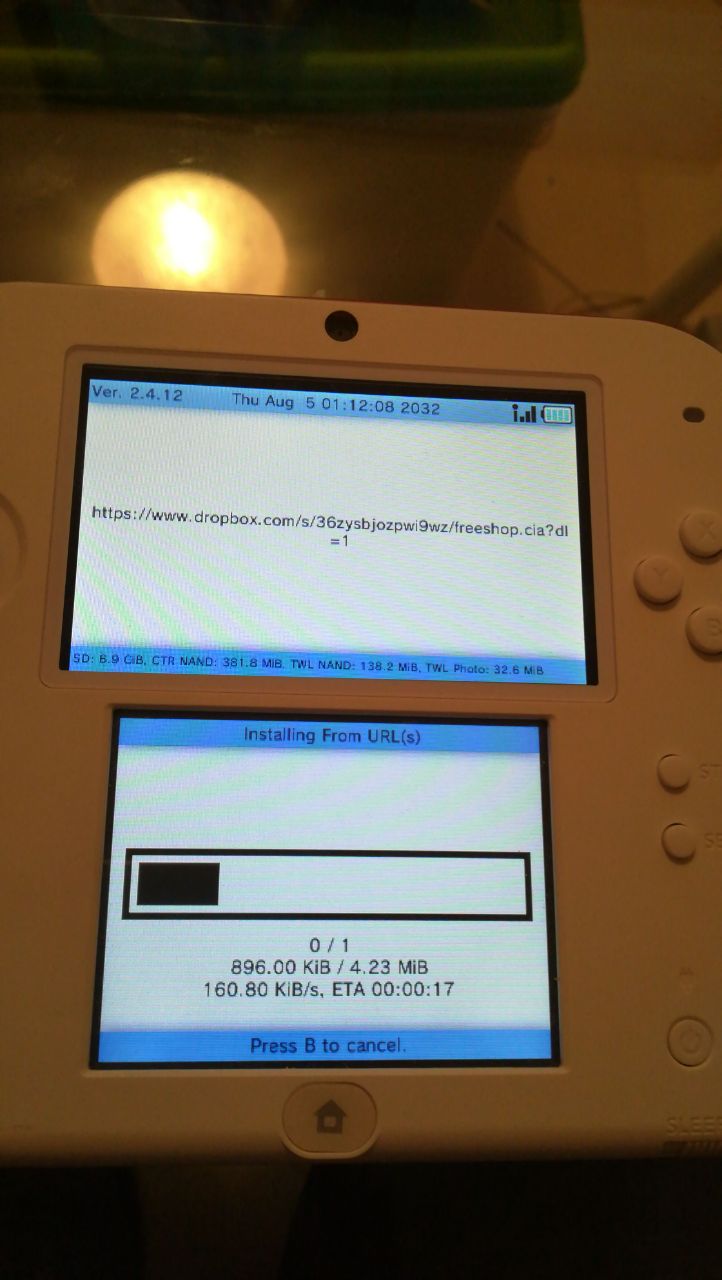 Ver. 2.4.12 Thu Aug 5 01:12:08 2032
https://www.dropbox.com/s/36zysbjozpwi9wz/freeshop.cia?dl
=1
SD: 6.9 GiB, CTR NAND: 381.8 MiB, TWL NAND: 138.2 MiB, TWL Photo: 32.6 MiB
X
Y
B
Installing From URL(s)
ST
SE
0 / 1
896.00 KiB / 4.23 MiB
160.80 KiB/s, ETA 00:00:17
Press B to cancel.
SLEE